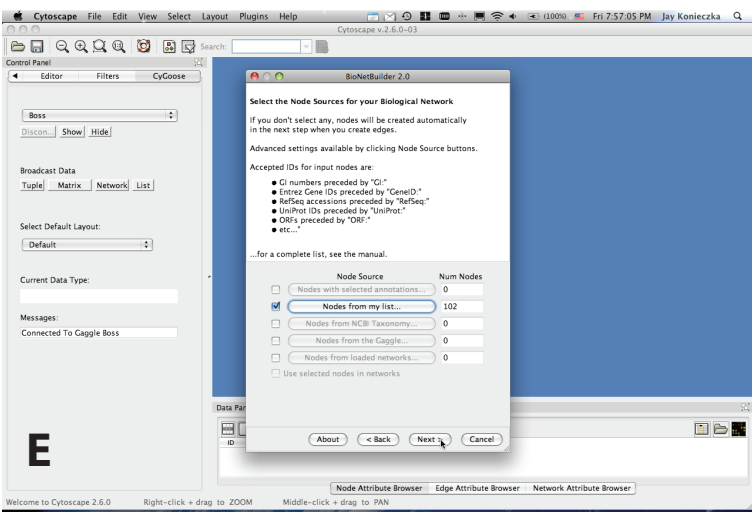 Cytoscape File Edit View Select Layout Plugins Help (100%) Fri 7:57:05 PM Jay Konieczka
Cytoscape v.2.6.0-03
Search:
Control Panel
Editor Filters CyGoose
Boss
Discon... Show Hide
Broadcast Data
Tuple Matrix Network List
Select Default Layout:
Default
Current Data Type:
Messages:
Connected To Gaggle Boss
E
BioNetBuilder 2.0
Select the Node Sources for your Biological Network
If you don't select any, nodes will be created automatically
in the next step when you create edges.
Advanced settings available by clicking Node Source buttons.
Accepted IDs for input nodes are:
● GI numbers preceded by "GI:"
● Entrez Gene IDs preceded by "GeneID:"
● RefSeq accessions preceded by "RefSeq:"
● UniProt IDs preceded by "UniProt:"
● ORFs preceded by "ORF:"
● etc..."
...for a complete list, see the manual.
Node Source Num Nodes
Nodes with selected annotations... 0
Nodes from my list... 102
Nodes from NCBI Taxonomy... 0
Nodes from the Gaggle... 0
Nodes from loaded networks... 0
Use selected nodes in networks
About < Back Next > Cancel
Data Par
ID
Node Attribute Browser Edge Attribute Browser Network Attribute Browser
Welcome to Cytoscape 2.6.0 Right-click + drag to ZOOM Middle-click + drag to PAN